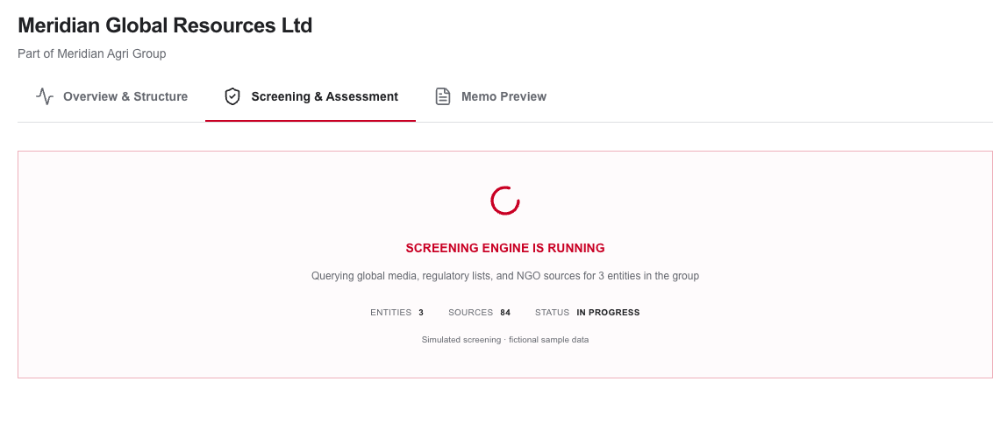 Meridian Global Resources Ltd
Part of Meridian Agri Group
Overview & Structure
Screening & Assessment
Memo Preview
SCREENING ENGINE IS RUNNING
Querying global media, regulatory lists, and NGO sources for 3 entities in the group
ENTITIES 3 SOURCES 84 STATUS IN PROGRESS
Simulated screening · fictional sample data